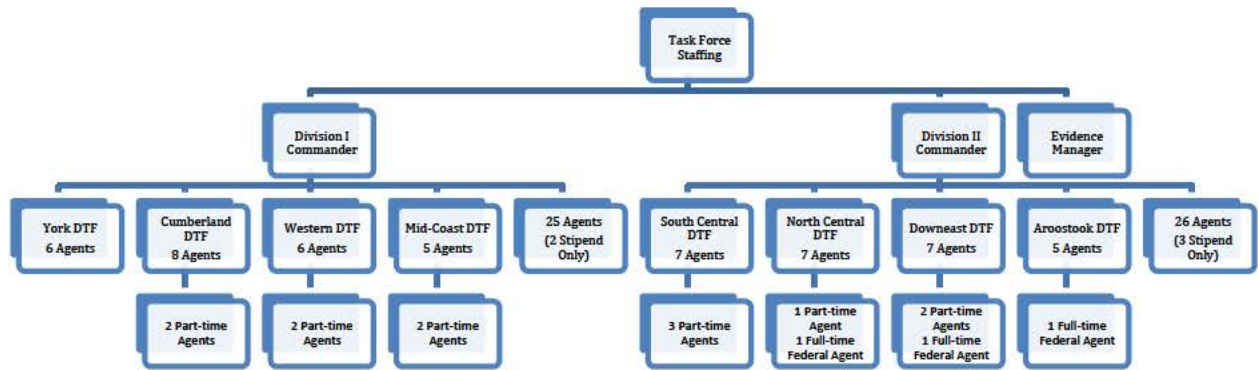 Task Force
Staffing
Division I
Commander
Division II
Commander
Evidence
Manager
York DTF
6 Agents
Cumberland
DTF
8 Agents
Western DTF
6 Agents
Mid-Coast DTF
5 Agents
25 Agents
(2 Stipend
Only)
South Central
DTF
7 Agents
North Central
DTF
7 Agents
Downeast DTF
7 Agents
Aroostook DTF
5 Agents
26 Agents
(3 Stipend
Only)
2 Part-time
Agents
2 Part-time
Agents
2 Part-time
Agents
3 Part-time
Agents
1 Part-time
Agent
1 Full-time
Federal Agent
2 Part-time
Agents
1 Full-time
Federal Agent
1 Full-time
Federal Agent